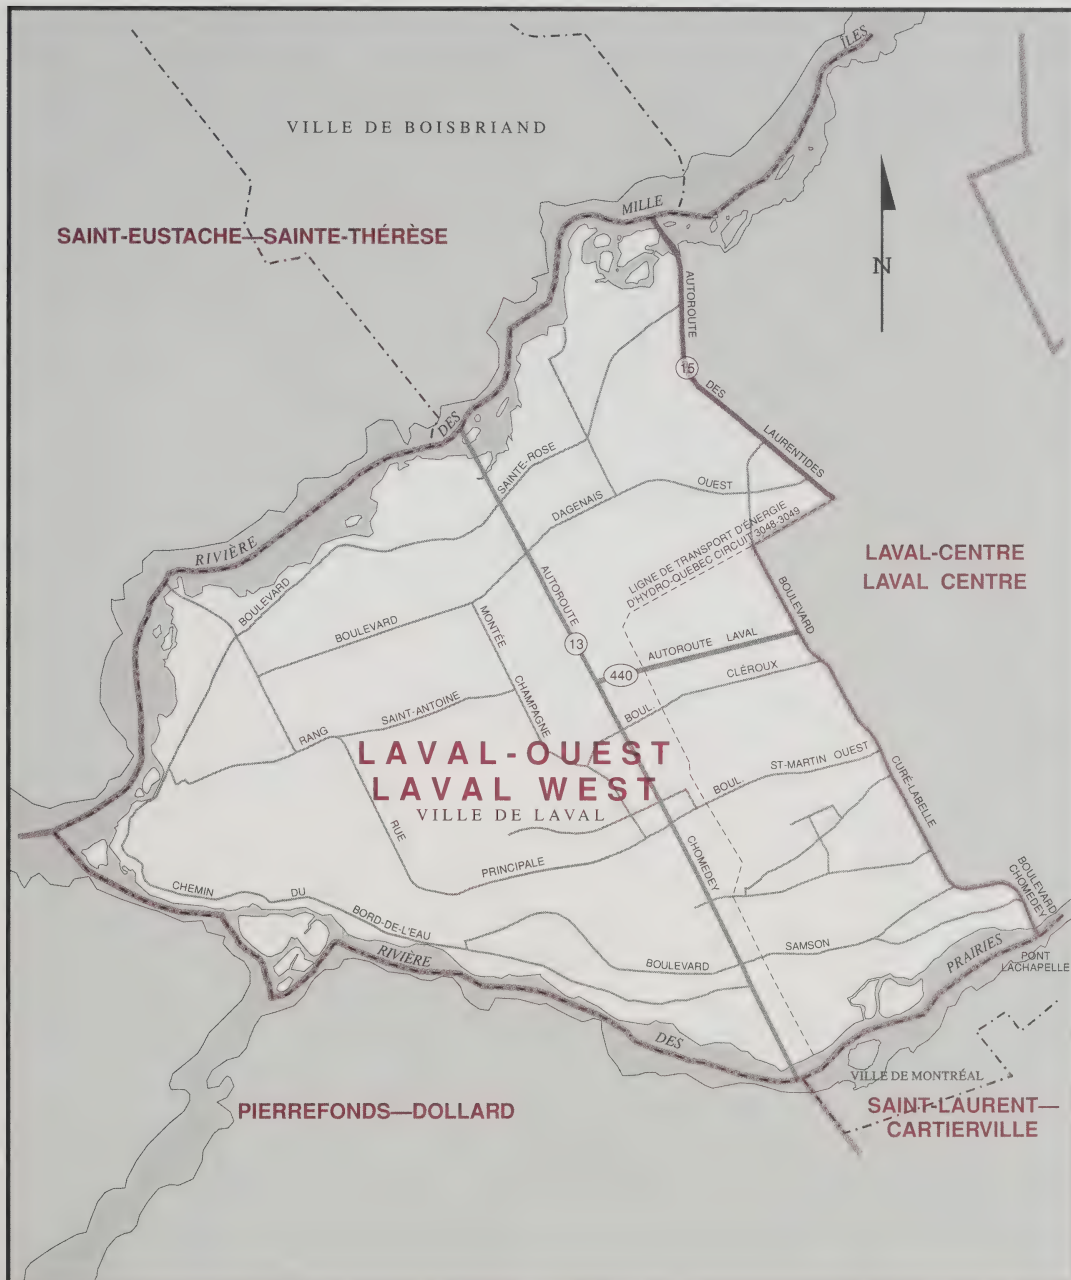 ÎLES
VILLE DE BOISBRIAND
MILLE
SAINT-EUSTACHE—SAINTE-THÉRÈSE
N
AUTOROUTE
15
DES
LAURENTIDES
DES
SAINTE-ROSE
OUEST
DAGENAIS
LIGNE DE TRANSPORT D'ÉNERGIE
D'HYDRO-QUEBEC CIRCUIT 3048-3049
RIVIÈRE
LAVAL-CENTRE
LAVAL CENTRE
BOULEVARD
AUTOROUTE
BOULEVARD
BOULEVARD
MONTÉE
13
AUTOROUTE LAVAL
440
CLÉROUX
CHAMPAGNE
SAINT-ANTOINE
BOUL.
RANG
LAVAL-OUEST
LAVAL WEST
VILLE DE LAVAL
ST-MARTIN OUEST
BOUL.
CURÉ-LABELLE
RUE
PRINCIPALE
CHOMEDEY
BOULEVARD
CHOMEDEY
CHEMIN
DU
BORD-DE-L'EAU
SAMSON
BOULEVARD
RIVIÈRE
PRAIRIES
PONT
LACHAPELLE
DES
VILLE DE MONTRÉAL
PIERREFONDS—DOLLARD
SAINT-LAURENT—
CARTIERVILLE